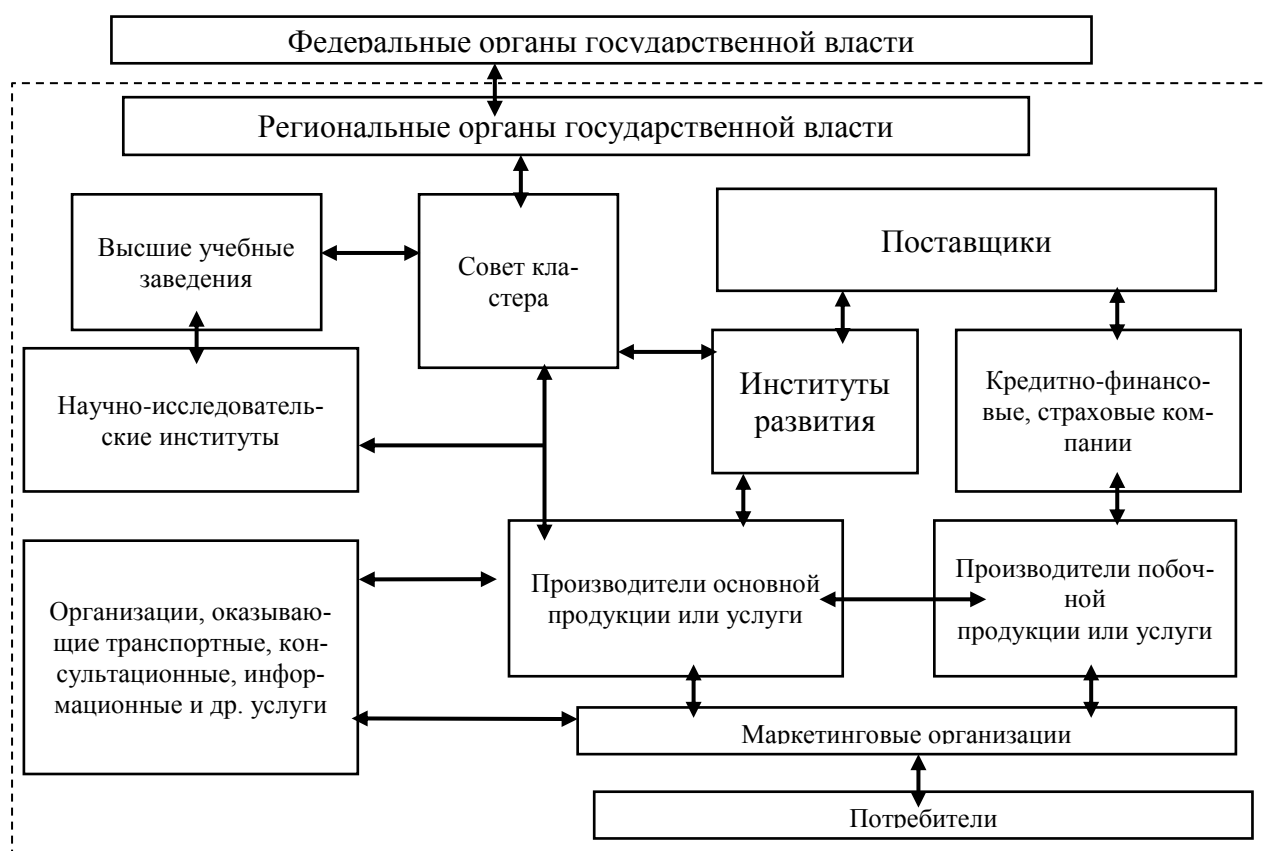 Федеральные органы государственной власти
Региональные органы государственной власти
Высшие учебные
заведения
Совет кла-
стера
Поставщики
Научно-исследователь-
ские институты
Институты
развития
Кредитно-финансо-
вые, страховые ком-
пании
Организации, оказываю-
щие транспортные, кон-
сультационные, инфор-
мационные и др. услуги
Производители основной
продукции или услуги
Производители побоч-
ной
продукции или услуги
Маркетинговые организации
Потребители